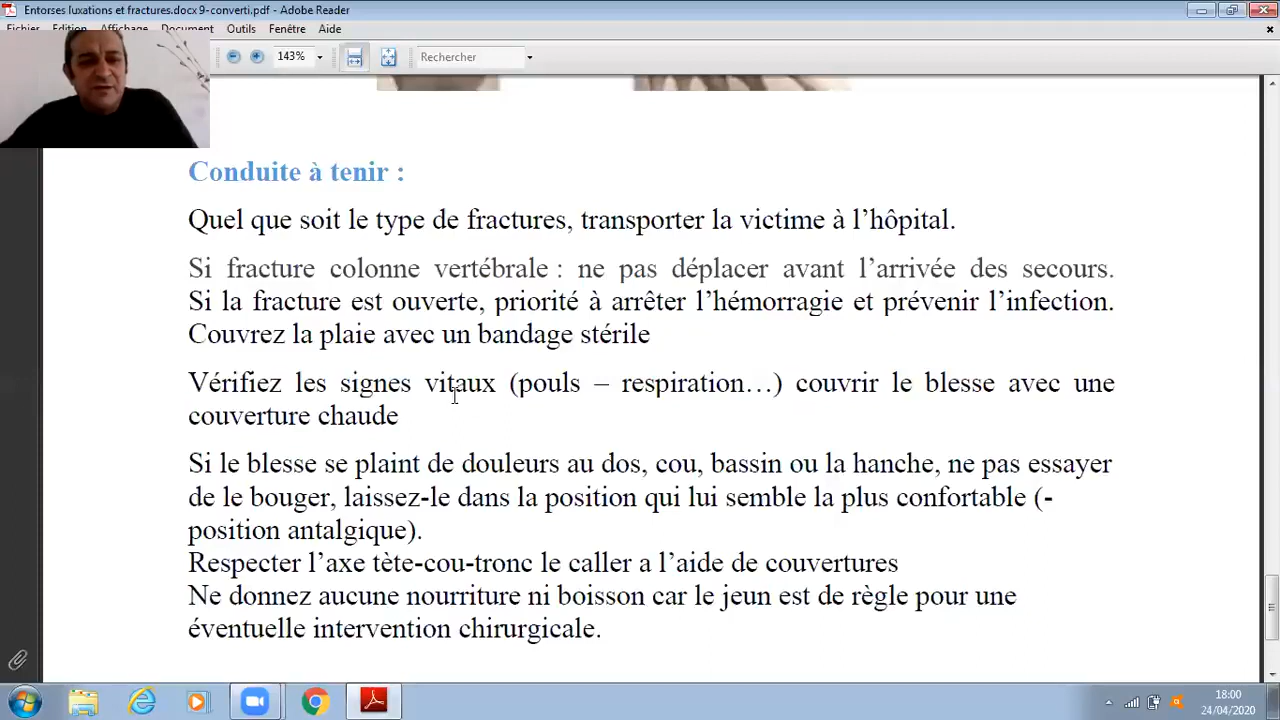 Entorses luxations et fractures.docx 9-converti.pdf - Adobe Reader
Fichier Edition Affichage Document Outils Fenêtre Aide
143% Rechercher
Conduite à tenir :
Quel que soit le type de fractures, transporter la victime à l’hôpital.
Si fracture colonne vertébrale : ne pas déplacer avant l’arrivée des secours.
Si la fracture est ouverte, priorité à arrêter l’hémorragie et prévenir l’infection.
Couvrez la plaie avec un bandage stérile
Vérifiez les signes vitaux (pouls – respiration…) couvrir le blesse avec une
couverture chaude
Si le blesse se plaint de douleurs au dos, cou, bassin ou la hanche, ne pas essayer
de le bouger, laissez-le dans la position qui lui semble la plus confortable (-
position antalgique).
Respecter l’axe tète-cou-tronc le caller a l’aide de couvertures
Ne donnez aucune nourriture ni boisson car le jeun est de règle pour une
éventuelle intervention chirurgicale.
18:00
24/04/2020